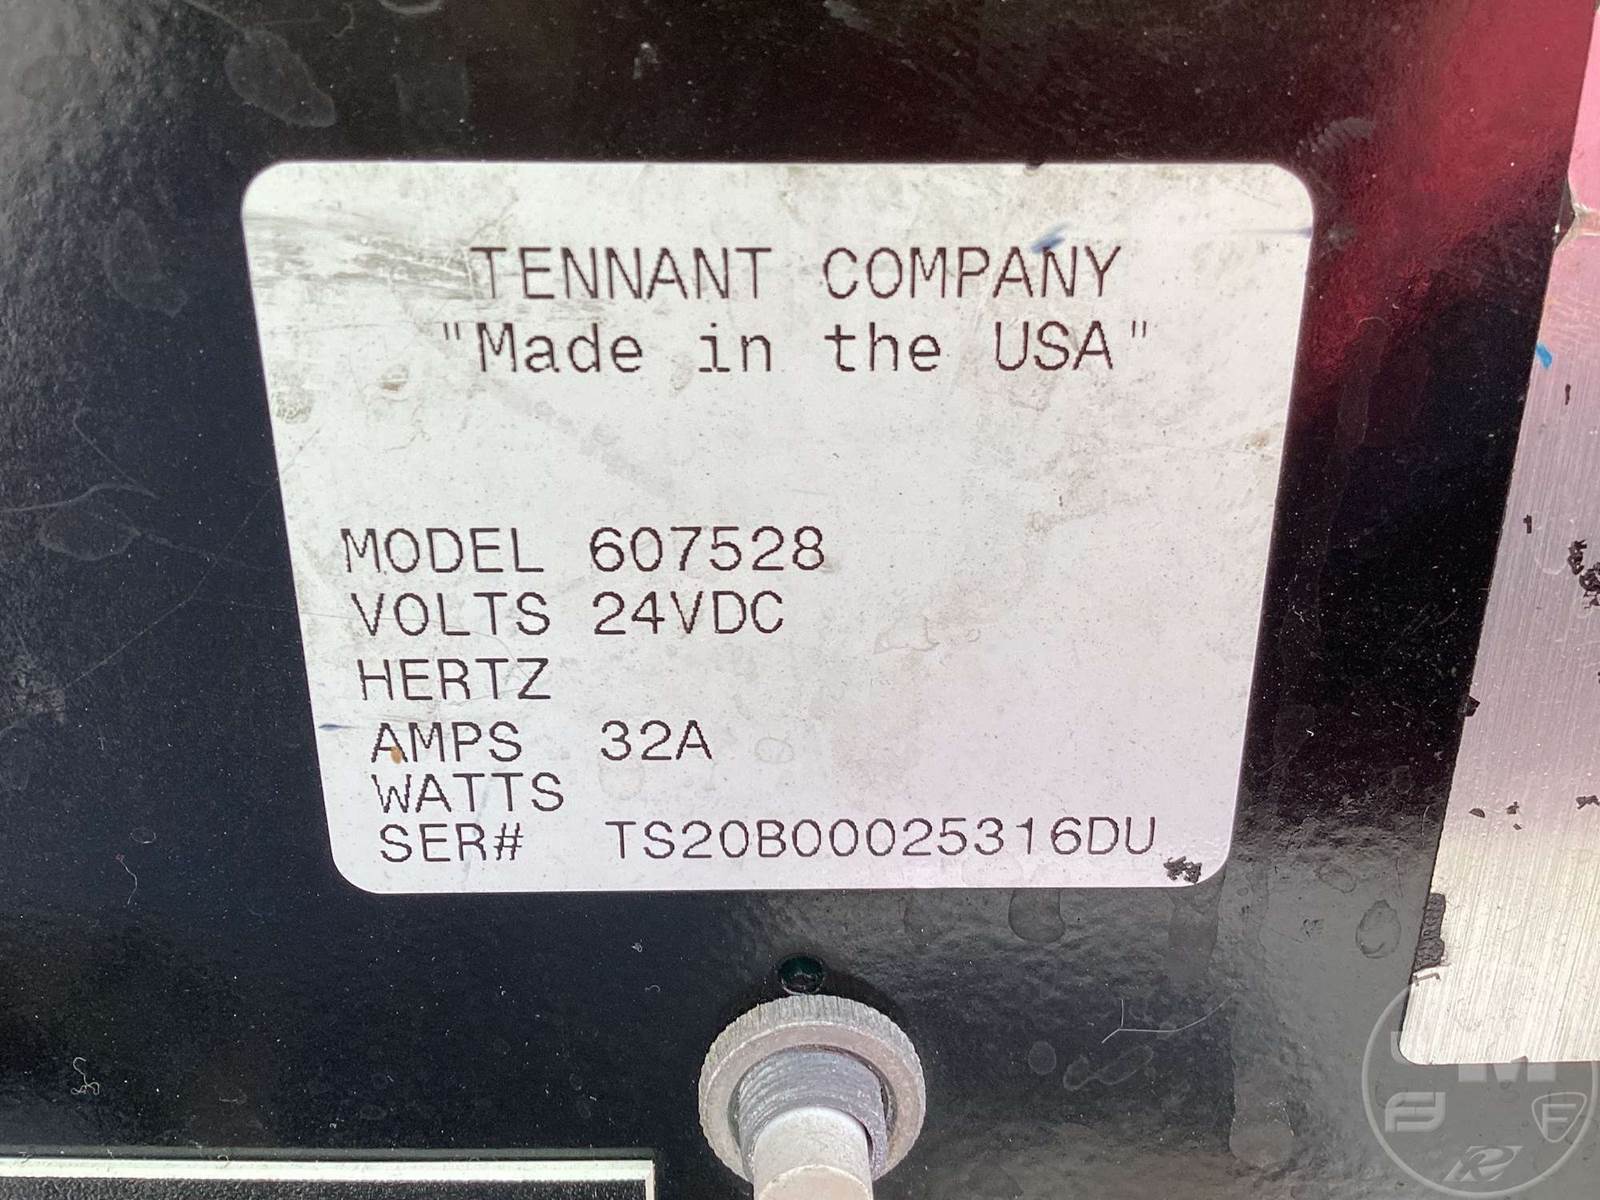 TENNANT COMPANY
"Made in the USA"
MODEL 607528
VOLTS 24VDC
HERTZ
AMPS 32A
WATTS
SER# TS20B00025316DU